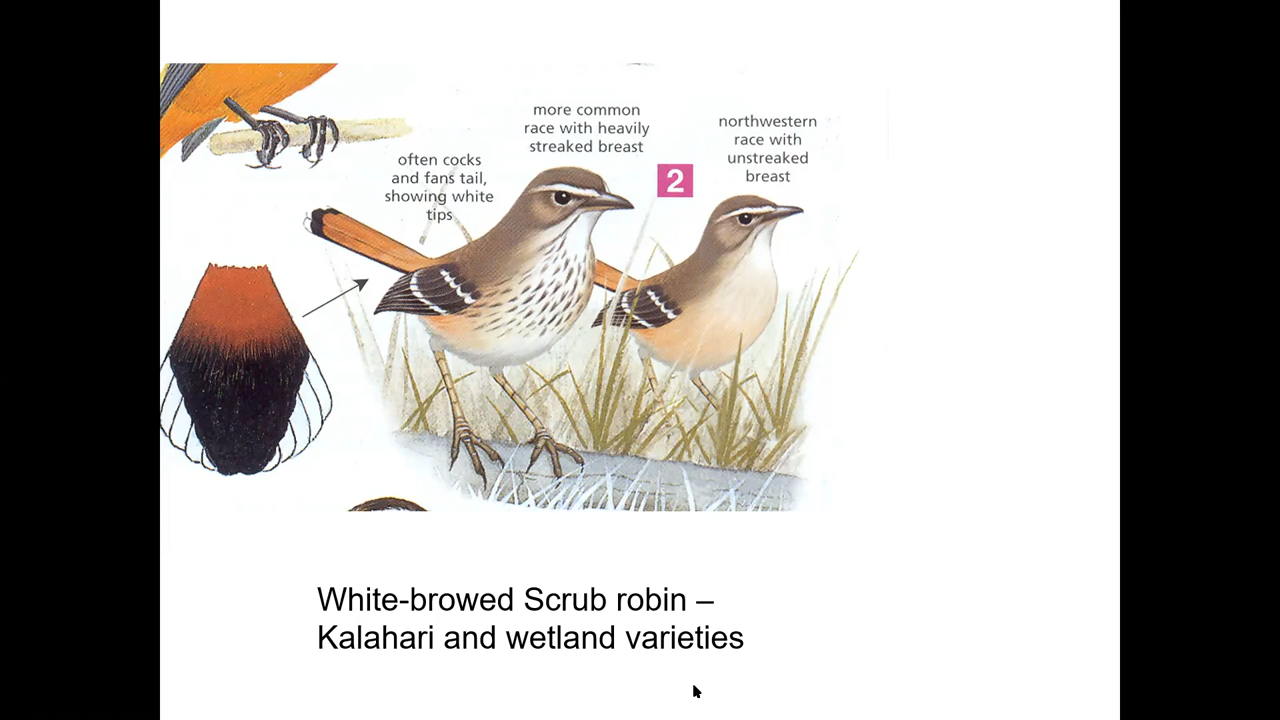 more common
race with heavily
streaked breast
northwestern
race with
unstreaked
breast
often cocks
and fans tail,
showing white
tips
2
White-browed Scrub robin –
Kalahari and wetland varieties